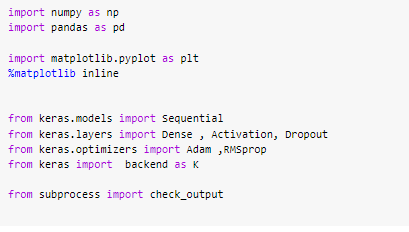 import numpy as np
import pandas as pd
import matplotlib.pyplot as plt
%matplotlib inline
from keras.models import Sequential
from keras.layers import Dense , Activation, Dropout
from keras.optimizers import Adam ,RMSprop
from keras import  backend as K
from subprocess import check_output